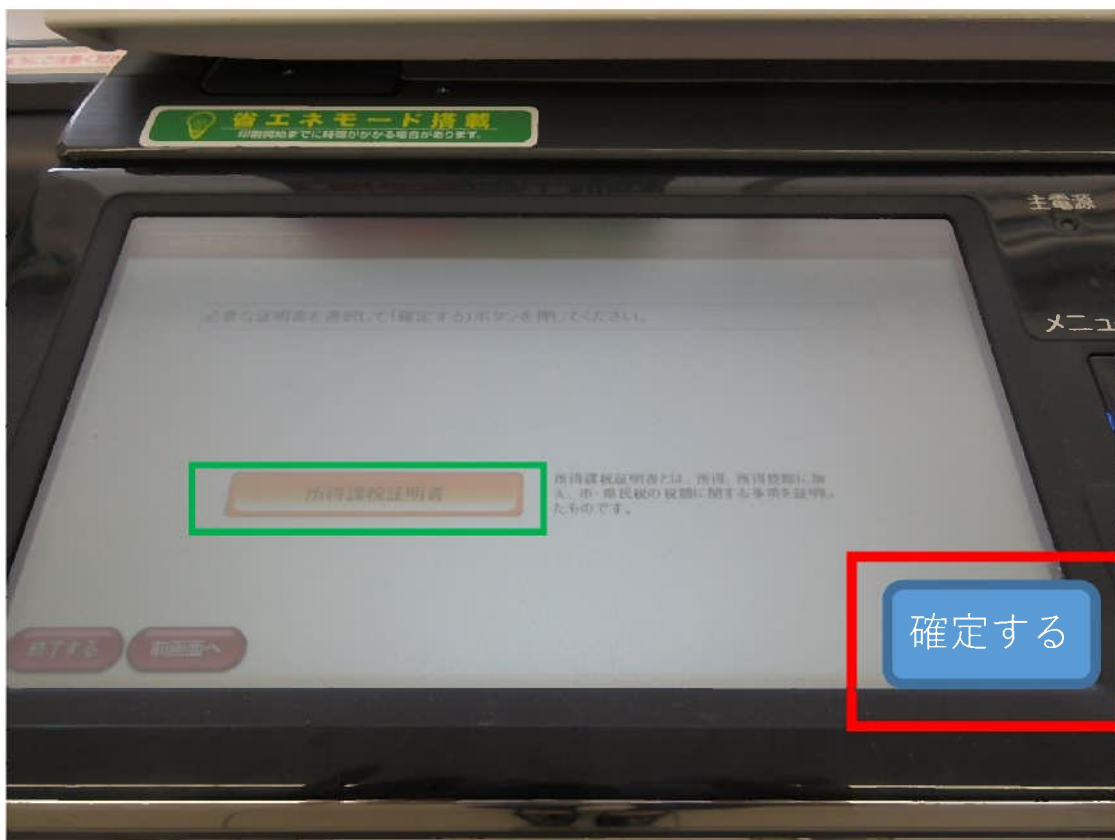 省エネモード搭載
印刷開始までに時間がかかる場合があります。
主電源
メニュ
必要な証明書を選択して「確定する」ボタンを押してください。
所得課税証明書
所得課税証明書とは、所得、所得控除に加
え、市・県民税の税額に関する事項を証明し
たものです。
確定する
終了する
前画面へ